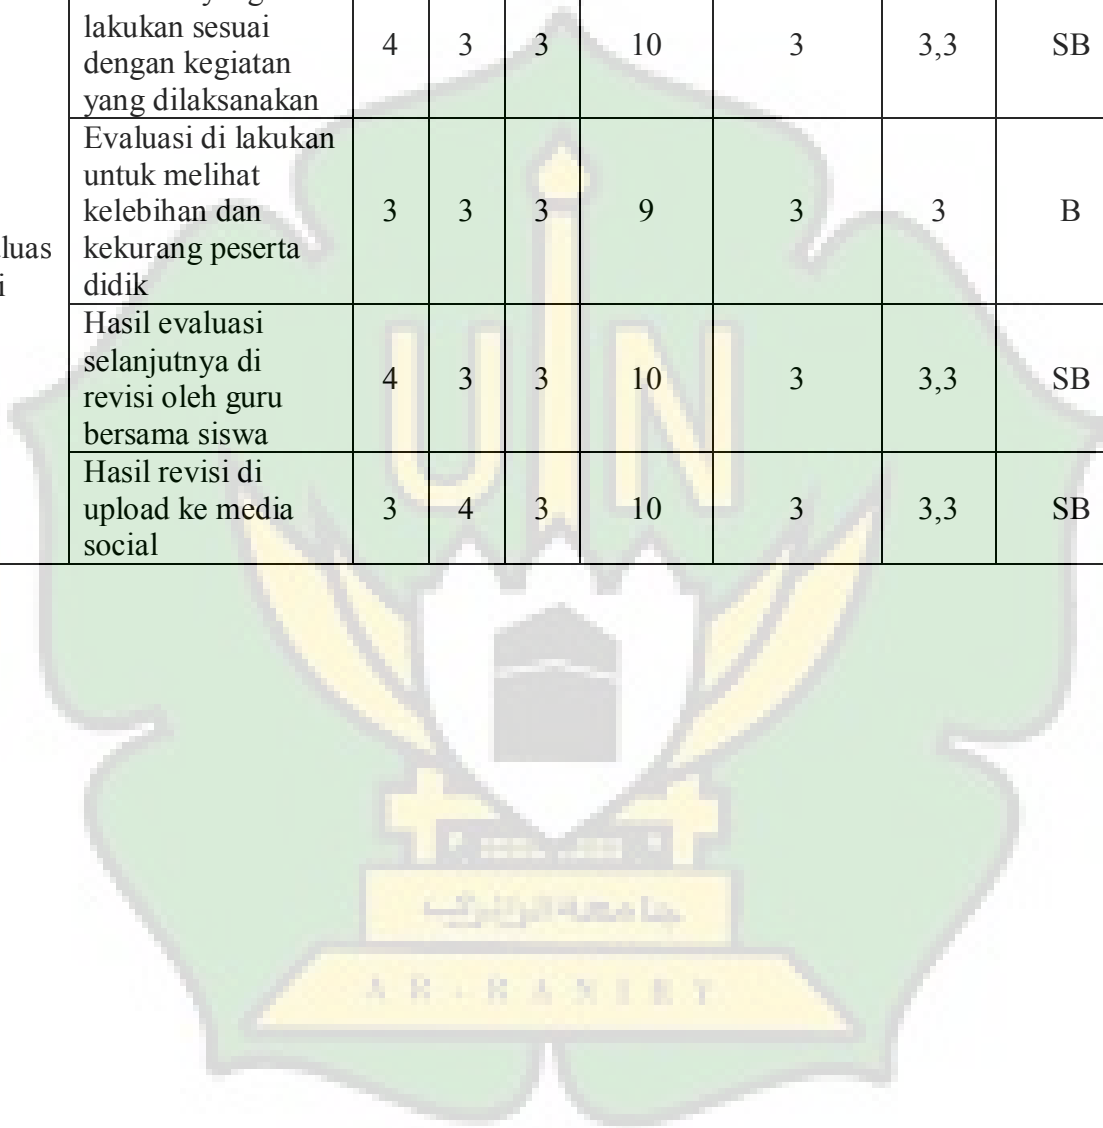 lakukan sesuai
dengan kegiatan
yang dilaksanakan
4 3 3 10 3 3,3 SB
Evaluasi di lakukan
untuk melihat
kelebihan dan
kekurang peserta
didik
3 3 3 9 3 3 B
luas
i
Hasil evaluasi
selanjutnya di
revisi oleh guru
bersama siswa
4 3 3 10 3 3,3 SB
Hasil revisi di
upload ke media
social
3 4 3 10 3 3,3 SB
UIN
جامعة الرانيري
AR-RANIRY